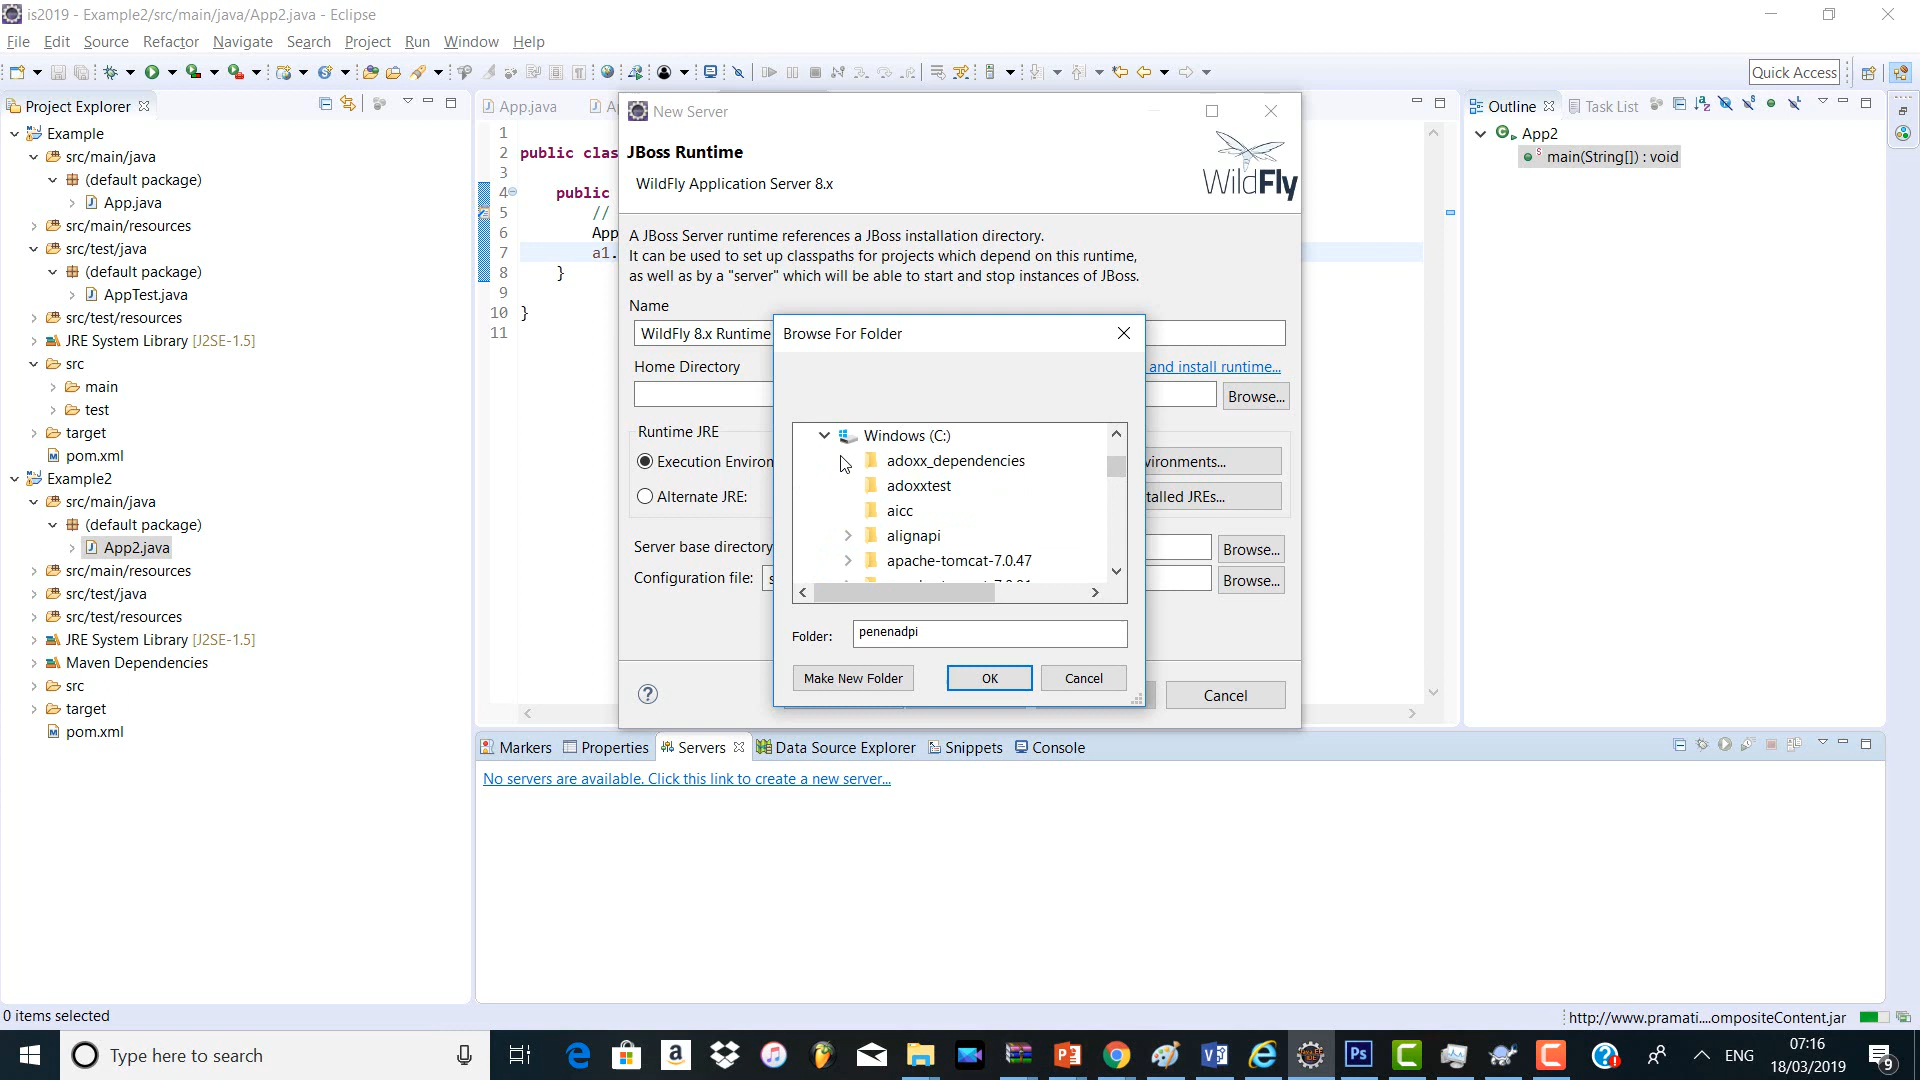 is2019 - Example2/src/main/java/App2.java - Eclipse
File Edit Source Refactor Navigate Search Project Run Window Help
Quick Access
Project Explorer
Example
src/main/java
(default package)
App.java
src/main/resources
src/test/java
(default package)
AppTest.java
src/test/resources
JRE System Library [J2SE-1.5]
src
main
test
target
pom.xml
Example2
src/main/java
(default package)
App2.java
src/main/resources
src/test/java
src/test/resources
JRE System Library [J2SE-1.5]
Maven Dependencies
src
target
pom.xml
App.java
1
2 public clas
3
4 public
5 //
6 App
7 a1.
8 }
9
10 }
11
New Server
JBoss Runtime
WildFly Application Server 8.x
WildFly
A JBoss Server runtime references a JBoss installation directory.
It can be used to set up classpaths for projects which depend on this runtime,
as well as by a "server" which will be able to start and stop instances of JBoss.
Name
WildFly 8.x Runtime
Home Directory
and install runtime...
Browse...
Runtime JRE
Execution Environ
vironments...
Alternate JRE:
talled JREs...
Server base directory
Browse...
Configuration file: s
Browse...
Cancel
Browse For Folder
Windows (C:)
adoxx_dependencies
adoxxtest
aicc
alignapi
apache-tomcat-7.0.47
Folder: penenadpi
Make New Folder OK Cancel
Outline Task List
App2
main(String[]) : void
Markers Properties Servers Data Source Explorer Snippets Console
No servers are available. Click this link to create a new server...
0 items selected
http://www.pramati....ompositeContent.jar
Type here to search
ENG
07:16
18/03/2019
9